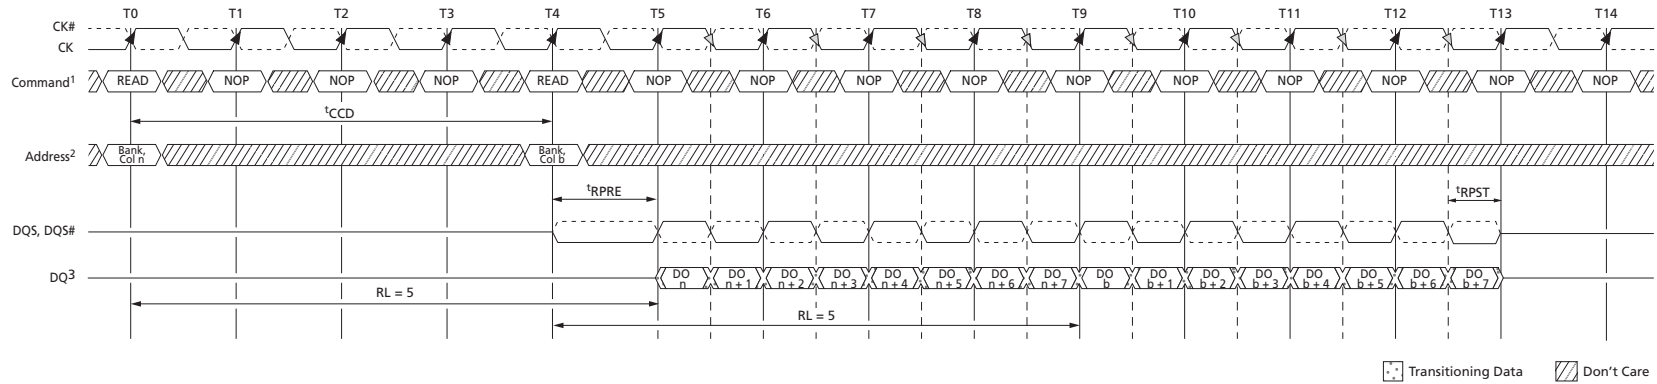 T0 T1 T2 T3 T4 T5 T6 T7 T8 T9 T10 T11 T12 T13 T14
CK#
CK
Command1 READ NOP NOP NOP READ NOP NOP NOP NOP NOP NOP NOP NOP NOP NOP
tCCD
Address2 Bank, Col n Bank, Col b
tRPRE tRPST
DQS, DQS#
DQ3 DO n DO n + 1 DO n + 2 DO n + 3 DO n + 4 DO n + 5 DO n + 6 DO n + 7 DO b DO b + 1 DO b + 2 DO b + 3 DO b + 4 DO b + 5 DO b + 6 DO b + 7
RL = 5
RL = 5
Transitioning Data Don't Care